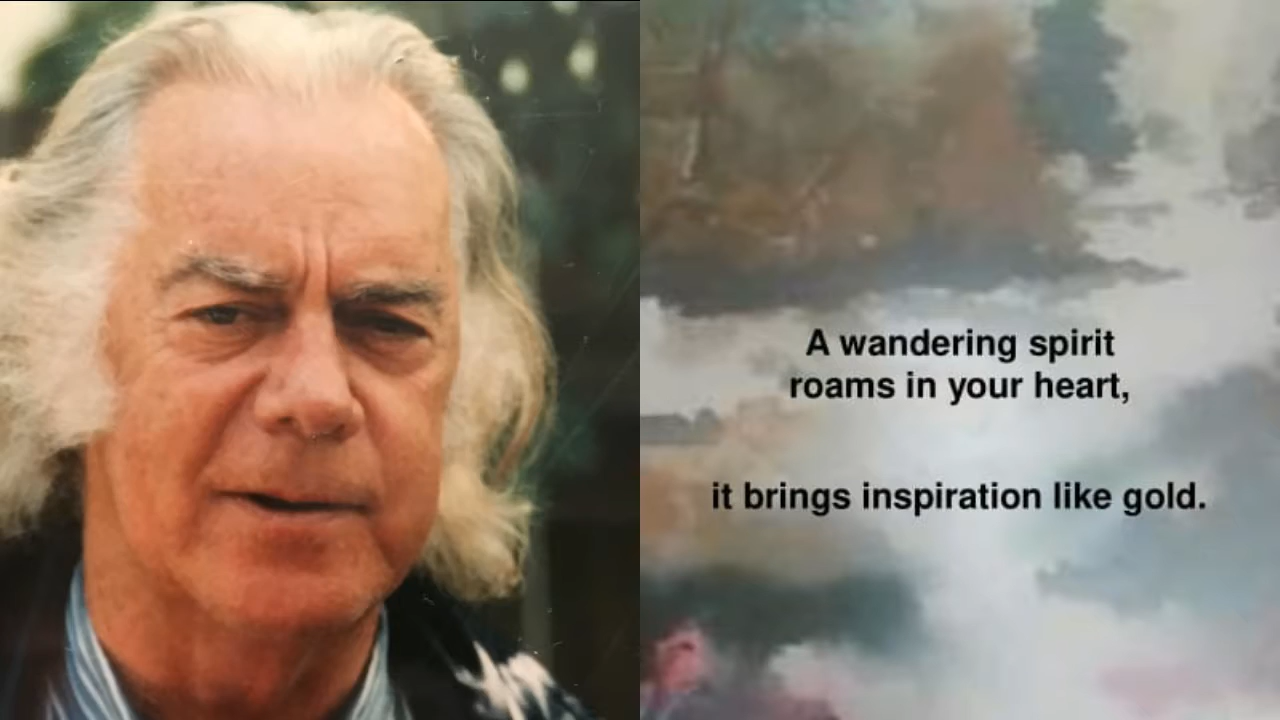 A wandering spirit
roams in your heart,
it brings inspiration like gold.